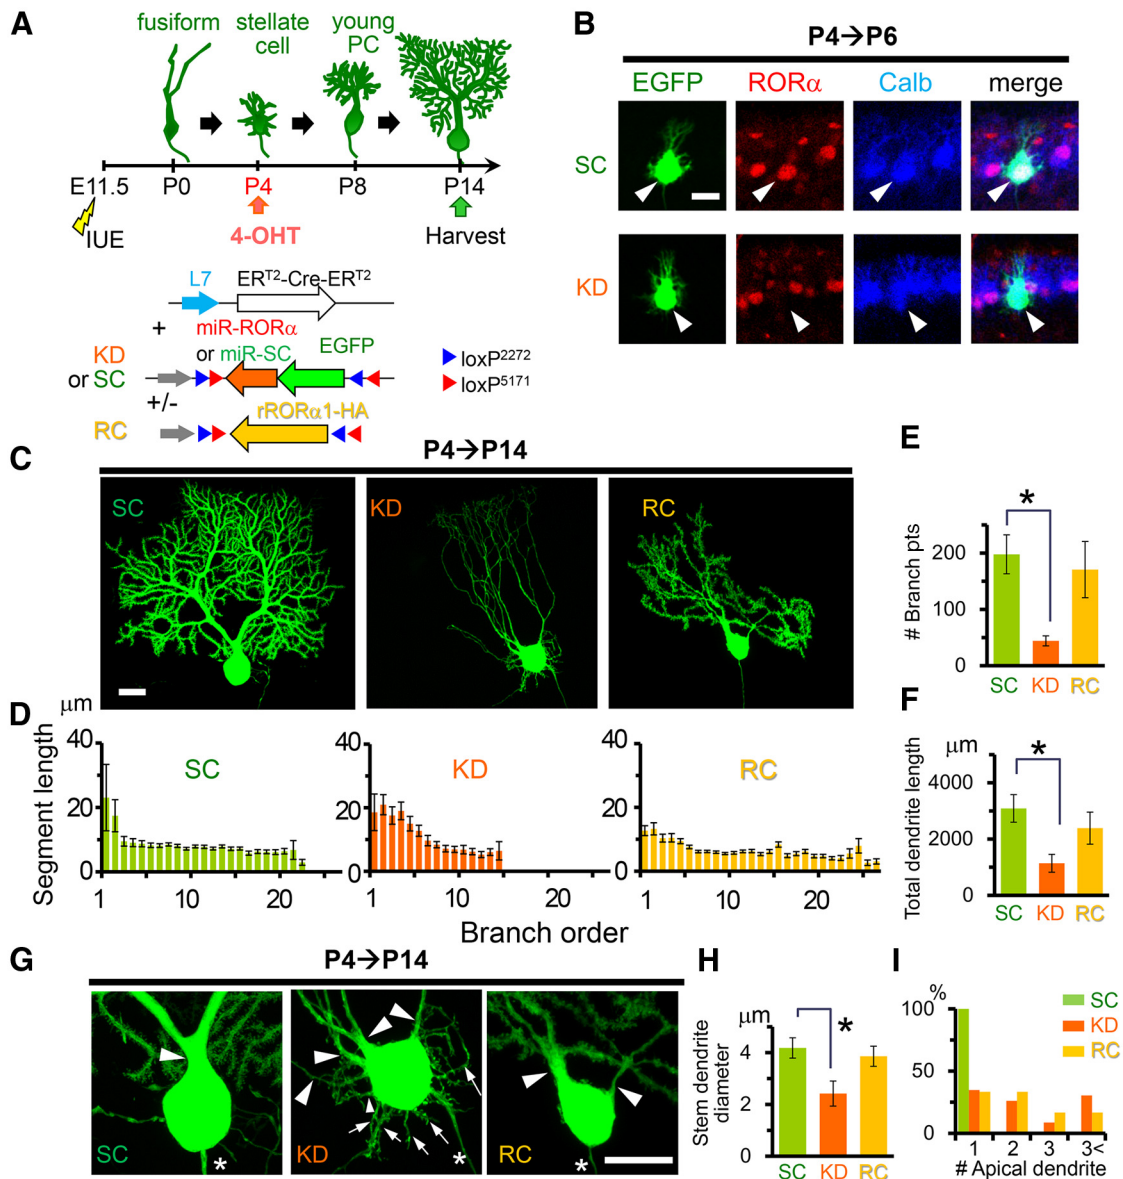 A
fusiform
stellate
cell
young
PC
E11.5
P0
P4
P8
P14
IUE
4-OHT
Harvest
L7
ERT2-Cre-ERT2
+
miR-RORα
or miR-SC
EGFP
KD
or SC
loxP2272
loxP5171
+/-
rRORα1-HA
RC
B
P4→P6
EGFP
RORα
Calb
merge
SC
KD
C
P4→P14
SC
KD
RC
D
μm
Segment length
40
20
0
SC
1
10
20
40
20
0
KD
1
10
20
40
20
0
RC
1
10
20
Branch order
E
# Branch pts
200
100
0
*
SC
KD
RC
F
Total dendrite length
μm
4000
2000
0
*
SC
KD
RC
G
P4→P14
SC
*
KD
*
RC
*
H
Stem dendrite
diameter
μm
4
2
0
*
SC
KD
RC
I
%
100
50
0
SC
KD
RC
1
2
3
3<
# Apical dendrite